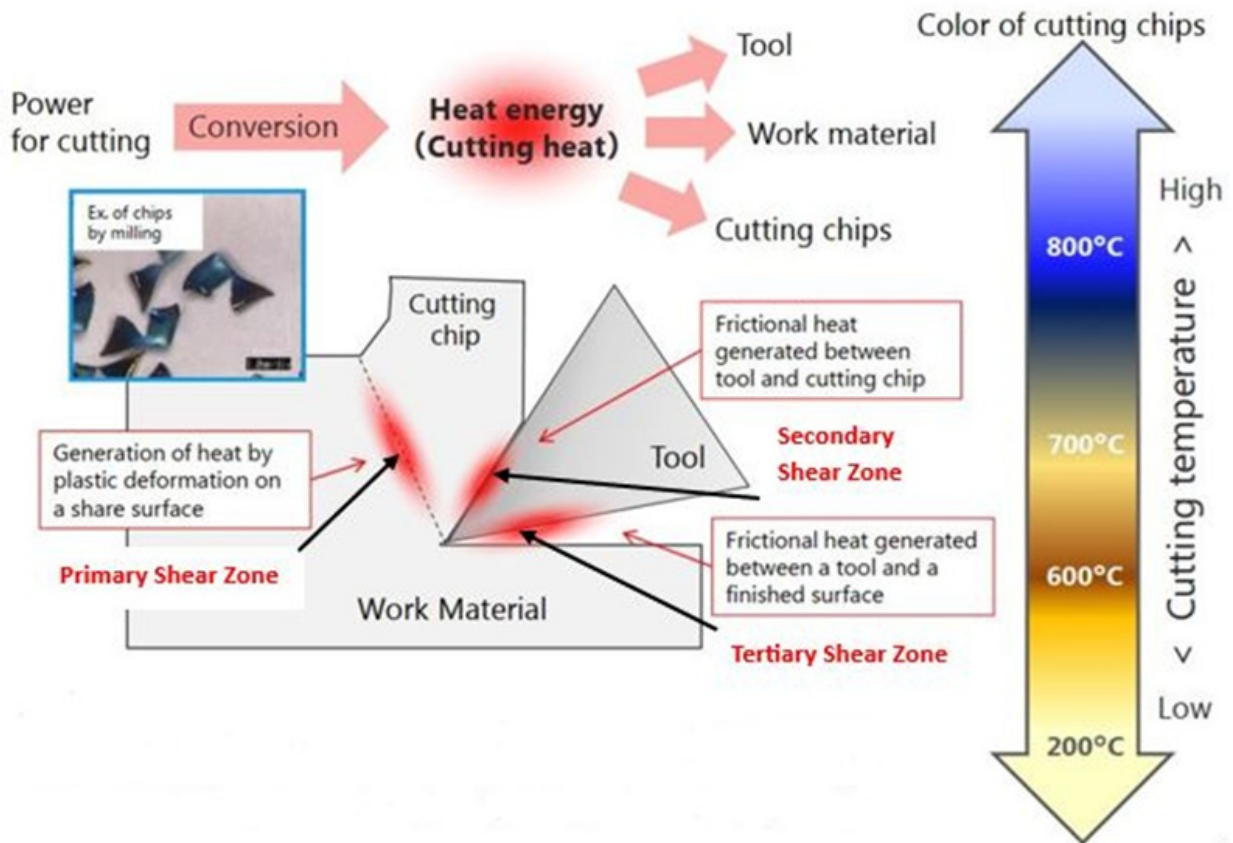 Color of cutting chips
Power
for cutting
Conversion
Heat energy
(Cutting heat)
Tool
Work material
Cutting chips
Ex. of chips
by milling
Cutting
chip
Frictional heat
generated between
tool and cutting chip
Generation of heat by
plastic deformation on
a share surface
Primary Shear Zone
Secondary
Shear Zone
Tool
Frictional heat generated
between a tool and a
finished surface
Tertiary Shear Zone
Work Material
High
800°C
700°C
600°C
200°C
< Cutting temperature >
Low